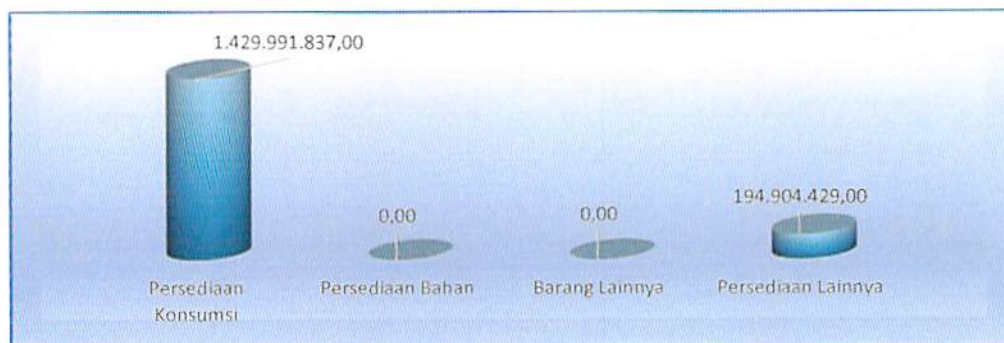 1.429.991.837,00
0,00
0,00
194.904.429,00
Persediaan
Konsumsi
Persediaan Bahan
Barang Lainnya
Persediaan Lainnya